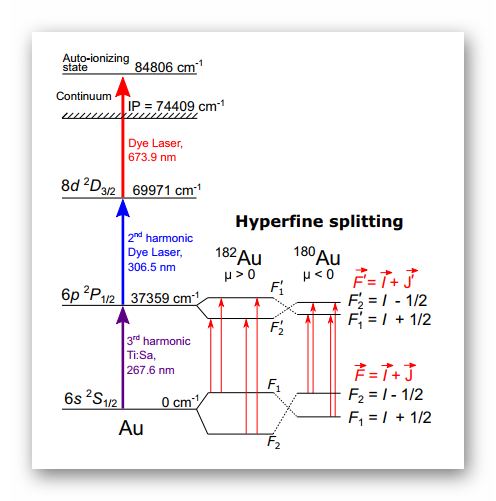 Auto-ionizing
state
84806 cm⁻¹
Continuum
IP = 74409 cm⁻¹
Dye Laser,
673.9 nm
8d ²D₃/₂ 69971 cm⁻¹
2ⁿᵈ harmonic
Dye Laser,
306.5 nm
6p ²P₁/₂ 37359 cm⁻¹
3ʳᵈ harmonic
Ti:Sa,
267.6 nm
6s ²S₁/₂ 0 cm⁻¹
Au
Hyperfine splitting
¹⁸²Au ¹⁸⁰Au
μ > 0 μ < 0
F⃗' = I⃗ + J⃗'
F₁' F₂' = I - 1/2
F₂' F₁' = I + 1/2
F⃗ = I⃗ + J⃗
F₁ F₂ = I - 1/2
F₁ = I + 1/2
F₂